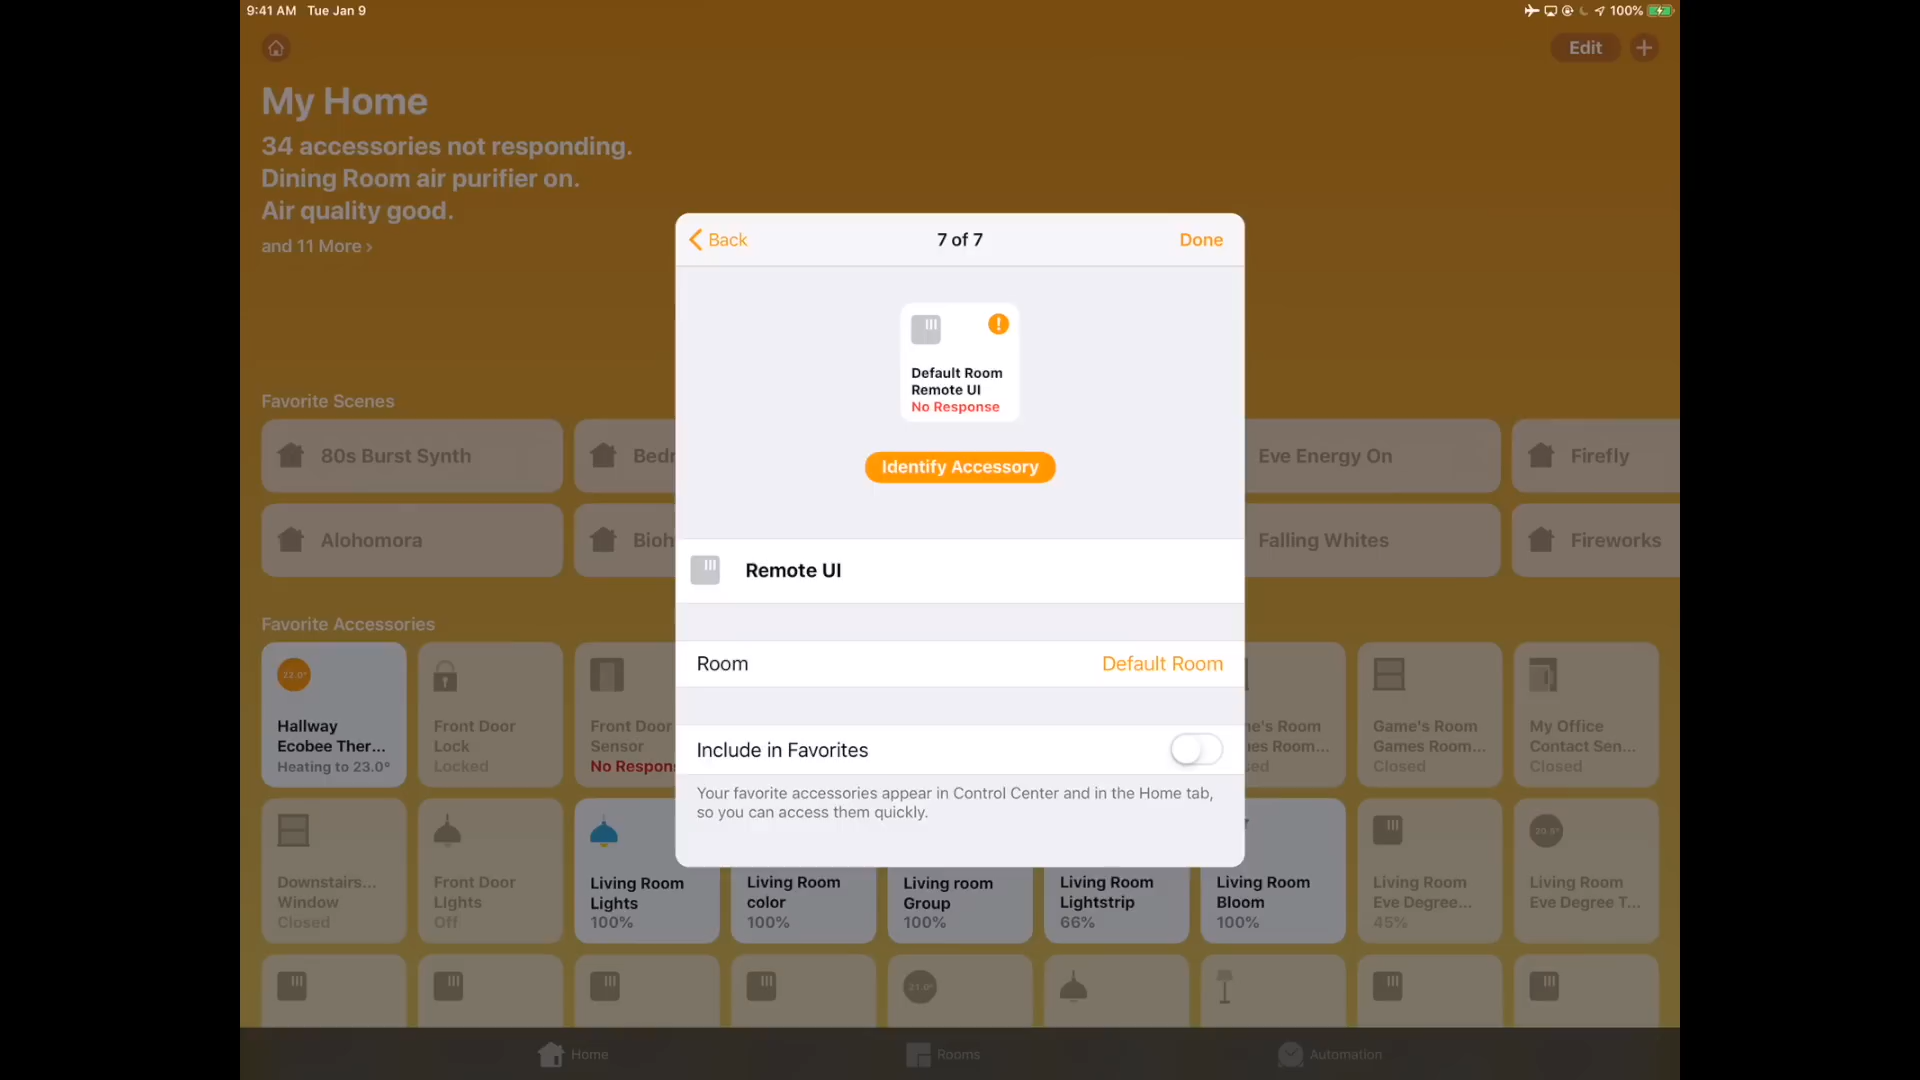 9:41 AM Tue Jan 9
100%
Edit
My Home
34 accessories not responding.
Dining Room air purifier on.
Air quality good.
and 11 More ›
Back
7 of 7
Done
Default Room
Remote UI
No Response
Identify Accessory
Remote UI
Room
Default Room
Include in Favorites
Your favorite accessories appear in Control Center and in the Home tab,
so you can access them quickly.
Favorite Scenes
80s Burst Synth
Eve Energy On
Firefly
Alohomora
Falling Whites
Fireworks
Favorite Accessories
22.0°
Hallway
Ecobee Ther...
Heating to 23.0°
Front Door
Lock
Locked
Front Door
Sensor
No Respon
Game's Room
Games Room...
Closed
My Office
Contact Sen...
Closed
Downstairs...
Window
Closed
Front Door
LIghts
Off
Living Room
Lights
100%
Living Room
color
100%
Living room
Group
100%
Living Room
Lightstrip
66%
Living Room
Bloom
100%
Living Room
Eve Degree...
45%
Living Room
Eve Degree T...
21.0°
Home
Rooms
Automation